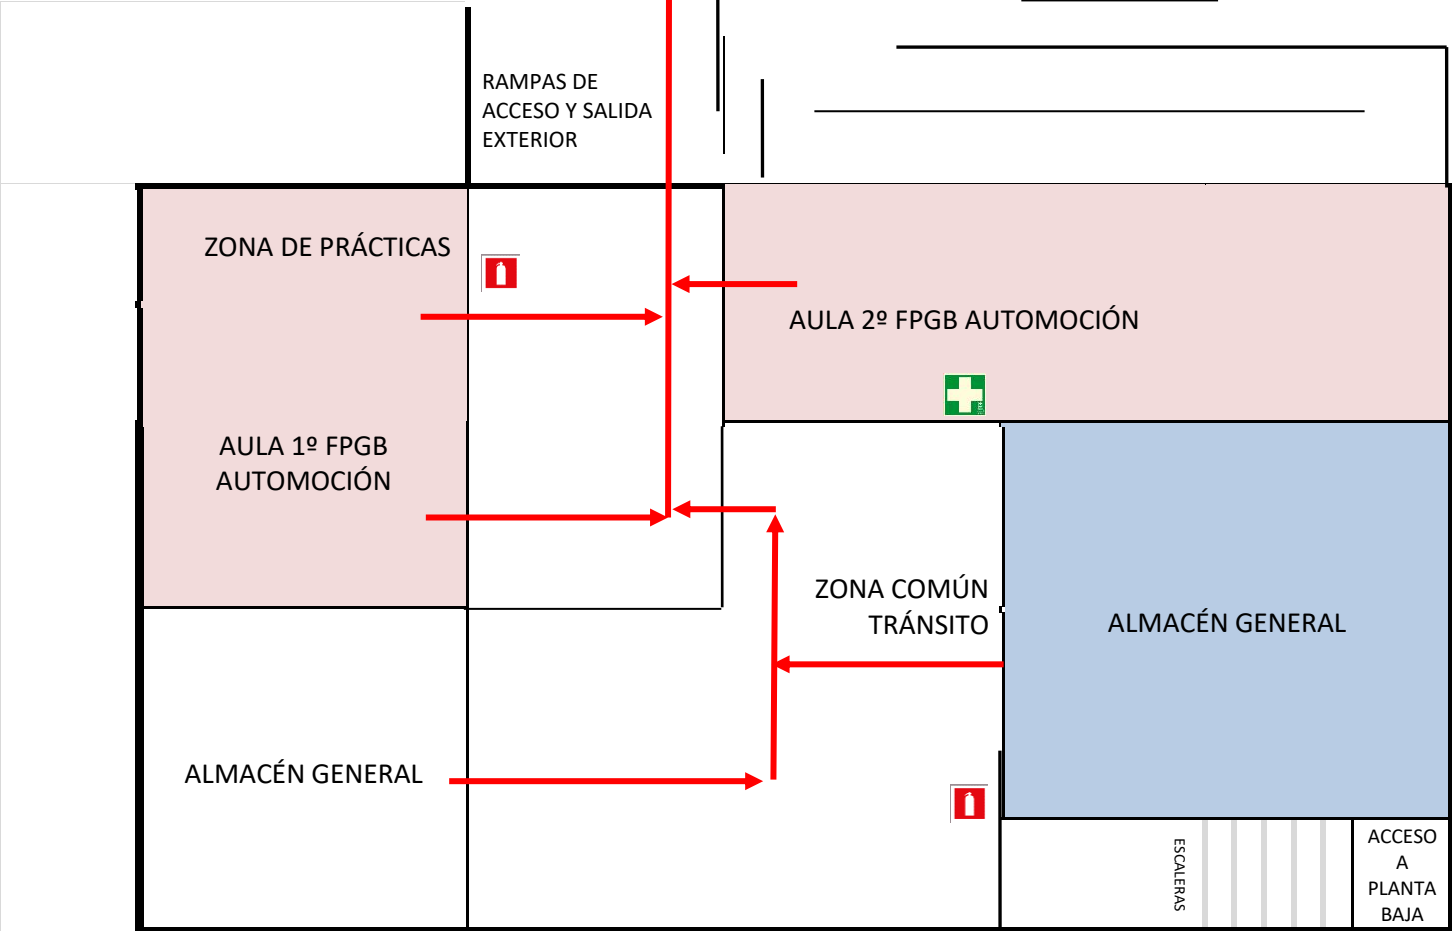 RAMPAS DE
ACCESO Y SALIDA
EXTERIOR
ZONA DE PRÁCTICAS
AULA 2º FPGB AUTOMOCIÓN
AULA 1º FPGB
AUTOMOCIÓN
ZONA COMÚN
TRÁNSITO
ALMACÉN GENERAL
ALMACÉN GENERAL
ESCALERAS
ACCESO
A
PLANTA
BAJA